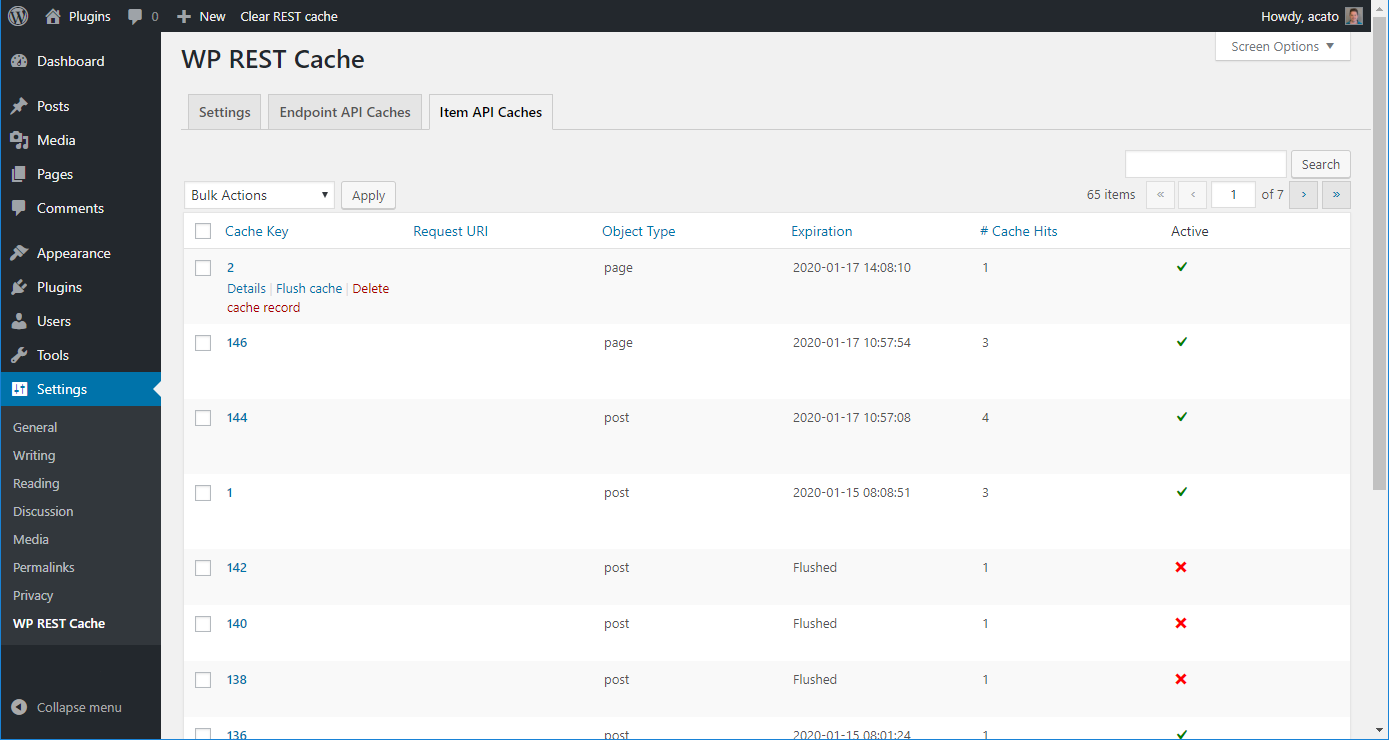 Plugins 0 New Clear REST cache Howdy, acato
Dashboard
Posts
Media
Pages
Comments
Appearance
Plugins
Users
Tools
Settings
General
Writing
Reading
Discussion
Media
Permalinks
Privacy
WP REST Cache
Collapse menu
WP REST Cache
Screen Options ▼
Settings Endpoint API Caches Item API Caches
Search
Bulk Actions Apply 65 items « ‹ 1 of 7 › »
Cache Key Request URI Object Type Expiration # Cache Hits Active
2 page 2020-01-17 14:08:10 1
Details | Flush cache | Delete
cache record
146 page 2020-01-17 10:57:54 3
144 post 2020-01-17 10:57:08 4
1 post 2020-01-15 08:08:51 3
142 post Flushed 1
140 post Flushed 1
138 post Flushed 1
136 post 2020-01-15 08:01:24 1